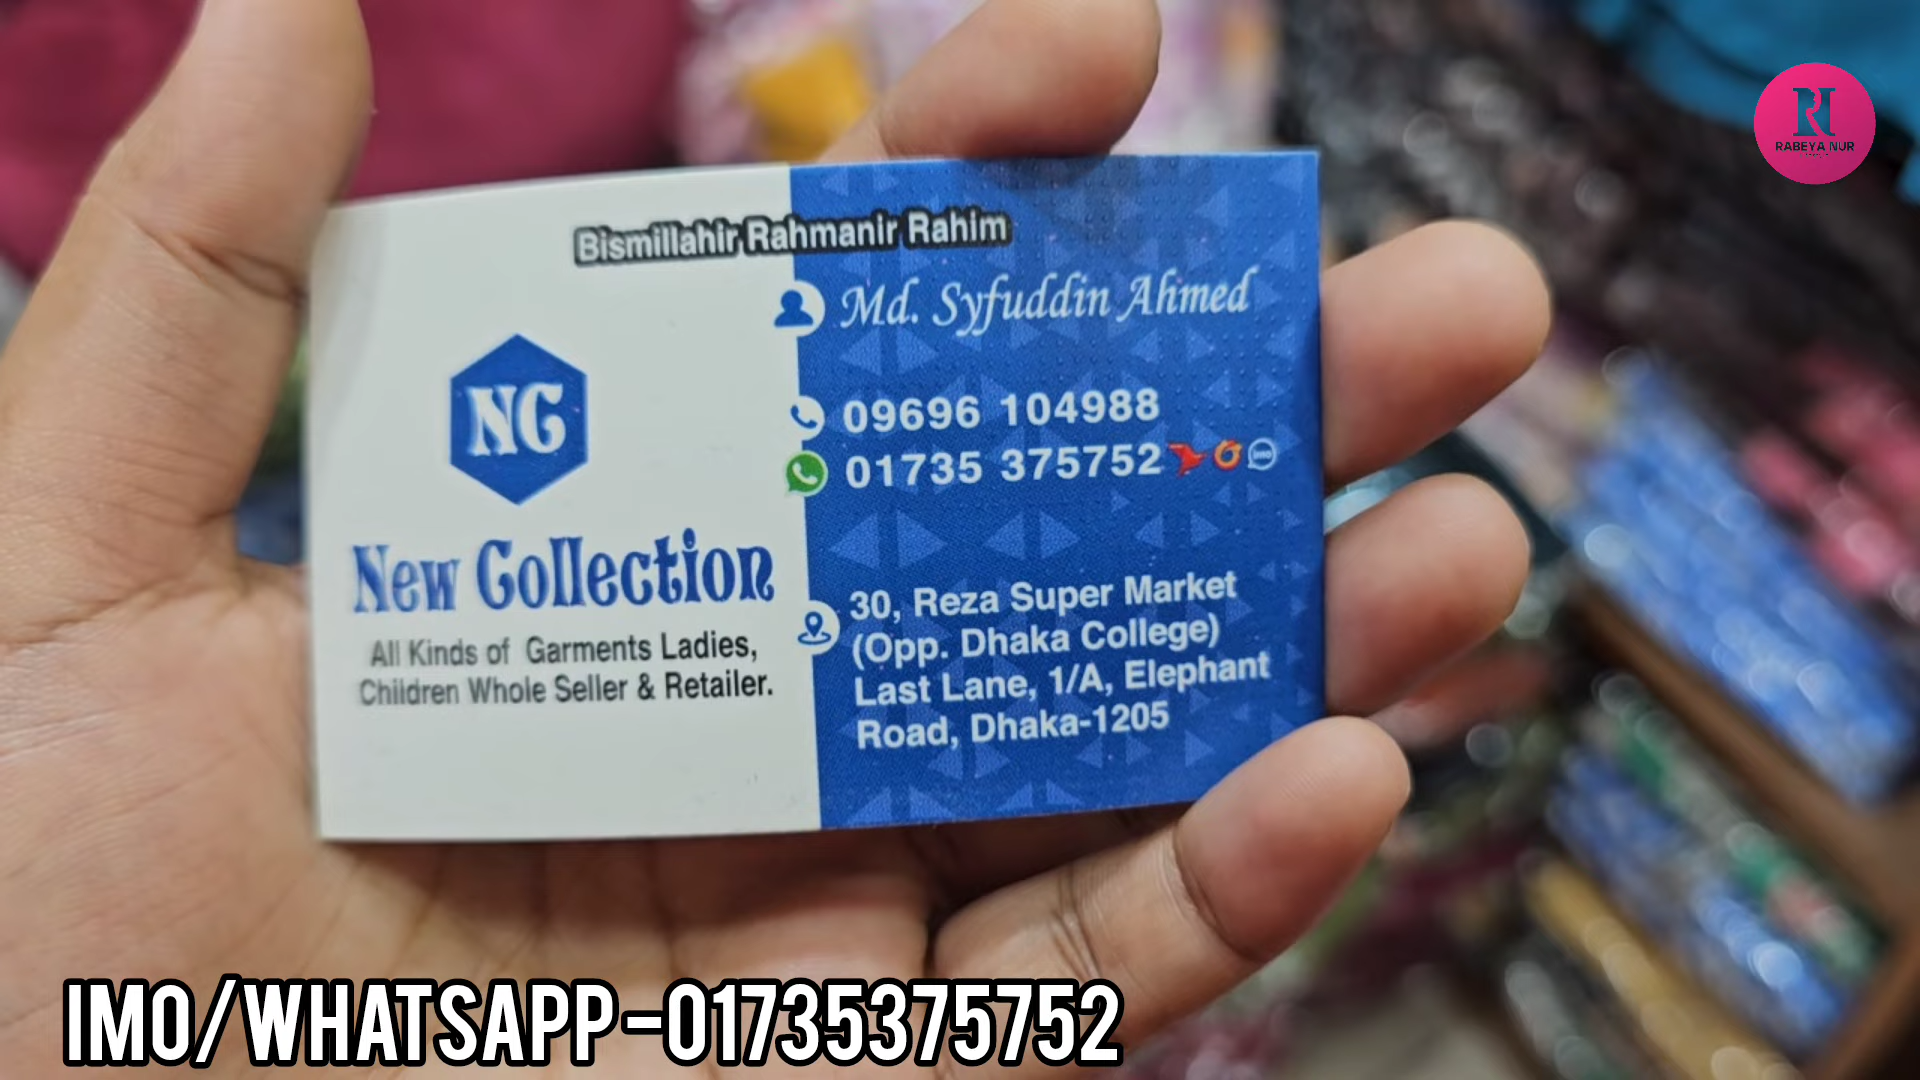 RABEYA NUR
Bismillahir Rahmanir Rahim
Md. Syfuddin Ahmed
NC
09696 104988
01735 375752
imo
New Collection
All Kinds of Garments Ladies,
Children Whole Seller & Retailer.
30, Reza Super Market
(Opp. Dhaka College)
Last Lane, 1/A, Elephant
Road, Dhaka-1205
IMO/WHATSAPP-01735375752